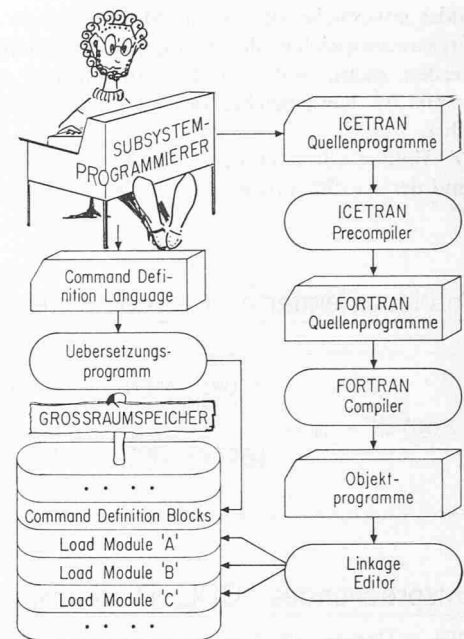 SUBSYSTEM-
PROGRAMMIERER
ICETRAN
Quellenprogramme
ICETRAN
Precompiler
FORTRAN
Quellenprogramme
FORTRAN
Compiler
Objekt-
programme
Linkage
Editor
Command Defi-
nition Language
Uebersetzungs-
programm
GROSSRAUMSPEICHER
. . . .
Command Definition Blocks
Load Module 'A'
Load Module 'B'
Load Module 'C'
. . . .